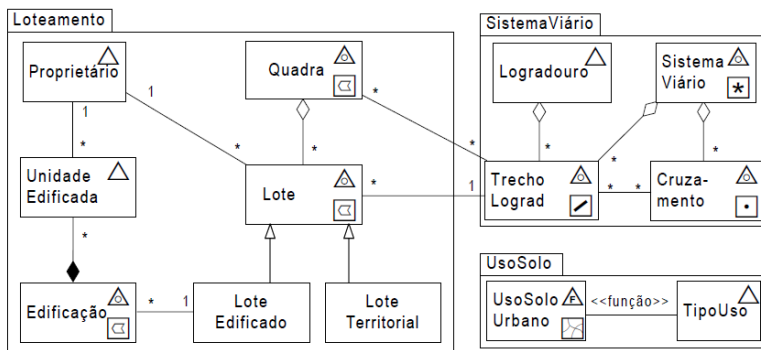 Loteamento
Proprietário
Quadra
1
1
*
*
*
*
*
Unidade
Edificada
Lote
*
1
*
Edificação
*
1
Lote
Edificado
Lote
Territorial
SistemaViário
Logradouro
Sistema
Viário
*
*
*
*
Trecho
Lograd
*
*
Cruza-
mento
UsoSolo
UsoSolo
Urbano
F
<<função>>
TipoUso